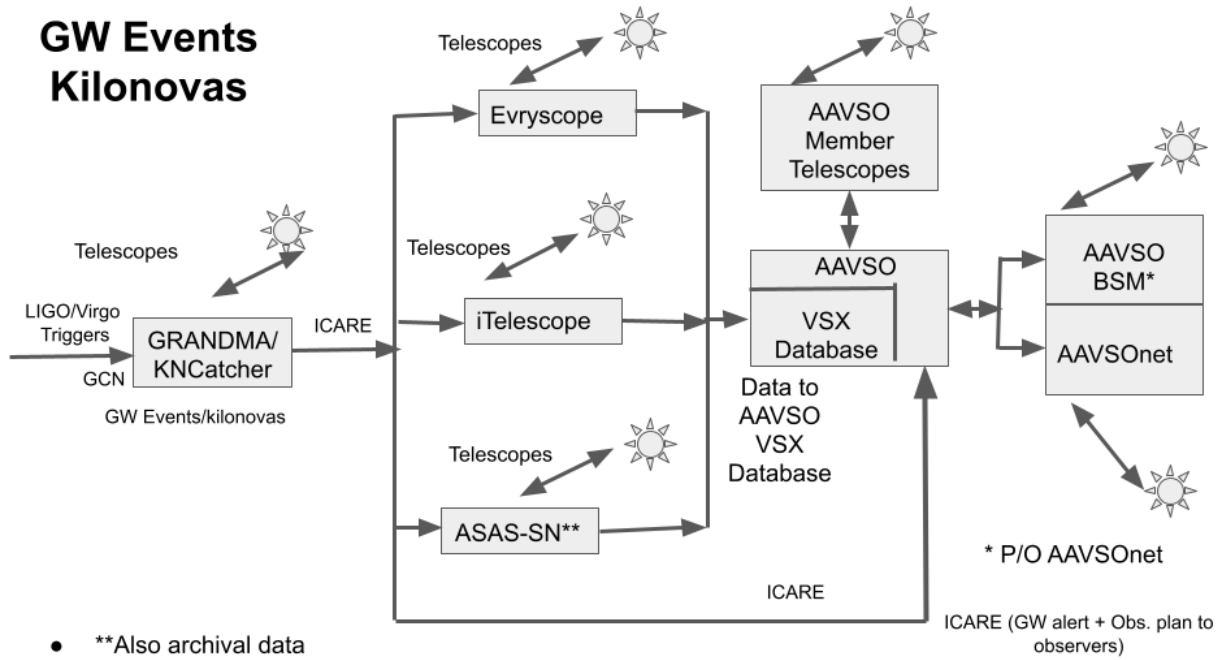 GW Events
Kilonovas
Telescopes
Evryscope
AAVSO
Member
Telescopes
Telescopes
LIGO/Virgo
Triggers
GCN
GRANDMA/
KNCatcher
GW Events/kilonovas
ICARE
Telescopes
iTelescope
AAVSO
VSX
Database
Data to
AAVSO
VSX
Database
AAVSO
BSM*
AAVSOnet
Telescopes
ASAS-SN**
* P/O AAVSOnet
ICARE
ICARE (GW alert + Obs. plan to
observers)
● **Also archival data